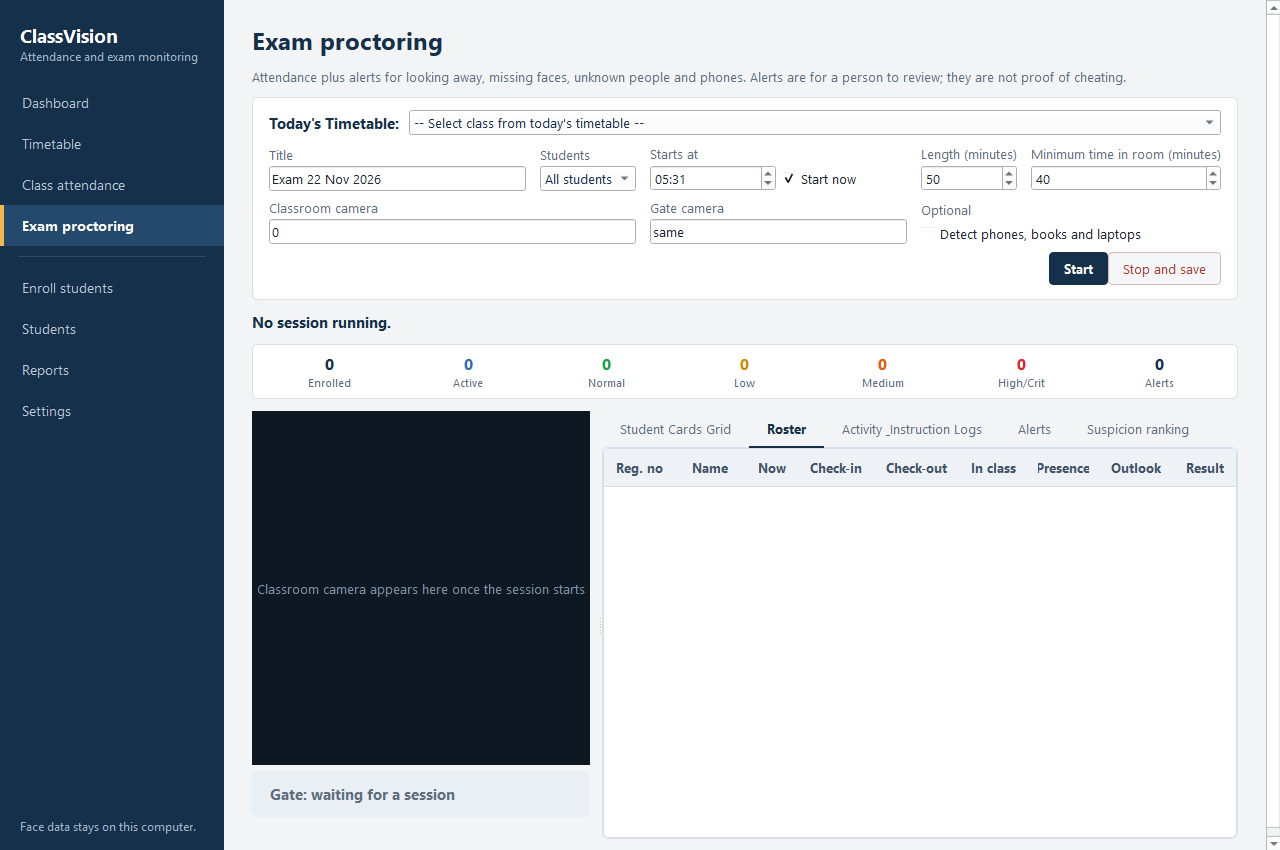 ClassVision
Attendance and exam monitoring
Dashboard
Timetable
Class attendance
Exam proctoring
Enroll students
Students
Reports
Settings
Face data stays on this computer.
Exam proctoring
Attendance plus alerts for looking away, missing faces, unknown people and phones. Alerts are for a person to review; they are not proof of cheating.
Today's Timetable: -- Select class from today's timetable --
Title Students Starts at Length (minutes) Minimum time in room (minutes)
Exam 22 Nov 2026 All students 05:31 Start now 50 40
Classroom camera Gate camera Optional
0 same Detect phones, books and laptops
Start Stop and save
No session running.
0 0 0 0 0 0 0
Enrolled Active Normal Low Medium High/Crit Alerts
Classroom camera appears here once the session starts
Gate: waiting for a session
Student Cards Grid Roster Activity _Instruction Logs Alerts Suspicion ranking
Reg. no Name Now Check-in Check-out In class Presence Outlook Result